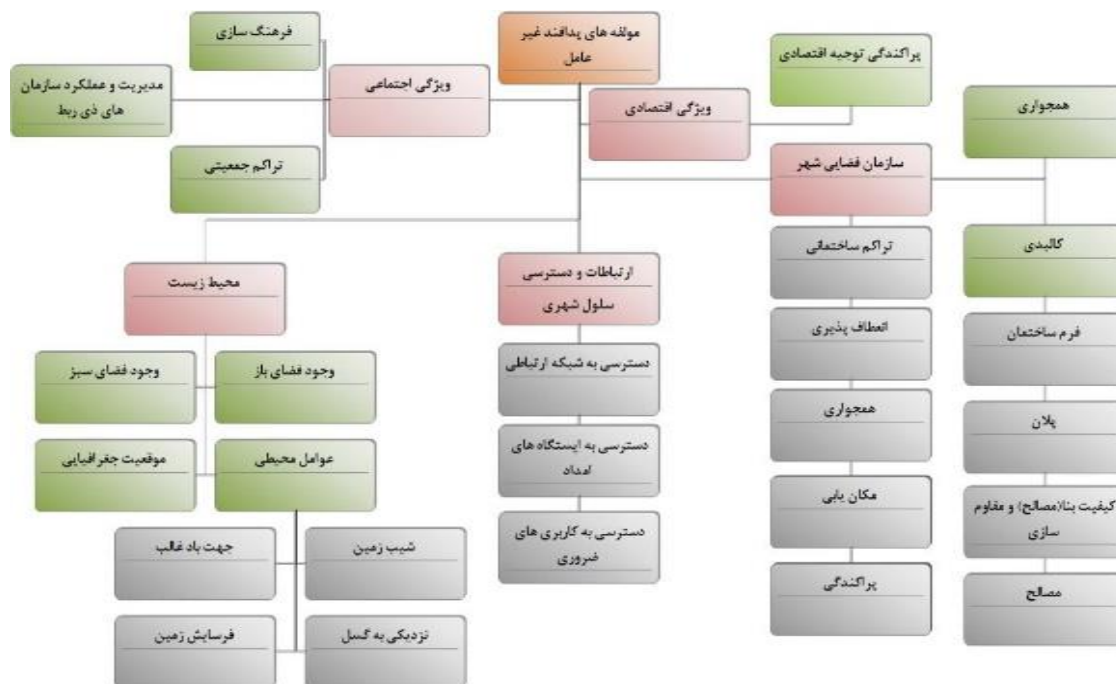 مولفه های پدافند غیر
عامل
فرهنگ سازی
ویژگی اجتماعی
مدیریت و عملکرد سازمان
های ذی ربط
تراکم جمعیتی
پراکندگی توجیه اقتصادی
ویژگی اقتصادی
همجواری
سازمان فضایی شهر
تراکم ساختمانی
انعطاف پذیری
همجواری
مکان یابی
پراکندگی
کالبدی
فرم ساختمان
پلان
کیفیت بنا(مصالح) و مقاوم
سازی
مصالح
ارتباطات و دسترسی
سلول شهری
دسترسی به شبکه ارتباطی
دسترسی به ایستگاه های
امداد
دسترسی به کاربری های
ضروری
محیط زیست
وجود فضای باز
وجود فضای سبز
عوامل محیطی
موقعیت جغرافیایی
شیب زمین
جهت باد غالب
نزدیکی به گسل
فرسایش زمین